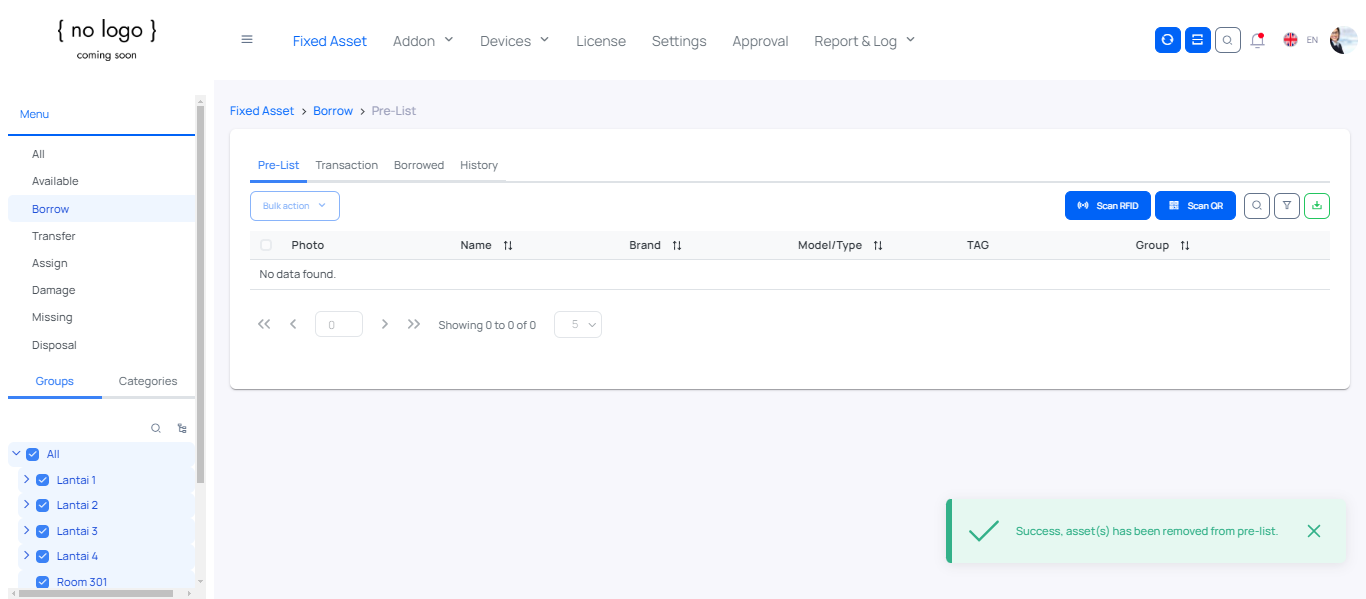 { no logo }
coming soon
Fixed Asset Addon Devices License Settings Approval Report & Log EN
Menu
All
Available
Borrow
Transfer
Assign
Damage
Missing
Disposal
Groups Categories
All
Lantai 1
Lantai 2
Lantai 3
Lantai 4
Room 301
Fixed Asset > Borrow > Pre-List
Pre-List Transaction Borrowed History
Bulk action Scan RFID Scan QR
Photo Name Brand Model/Type TAG Group
No data found.
0 Showing 0 to 0 of 0 5
Success, asset(s) has been removed from pre-list.